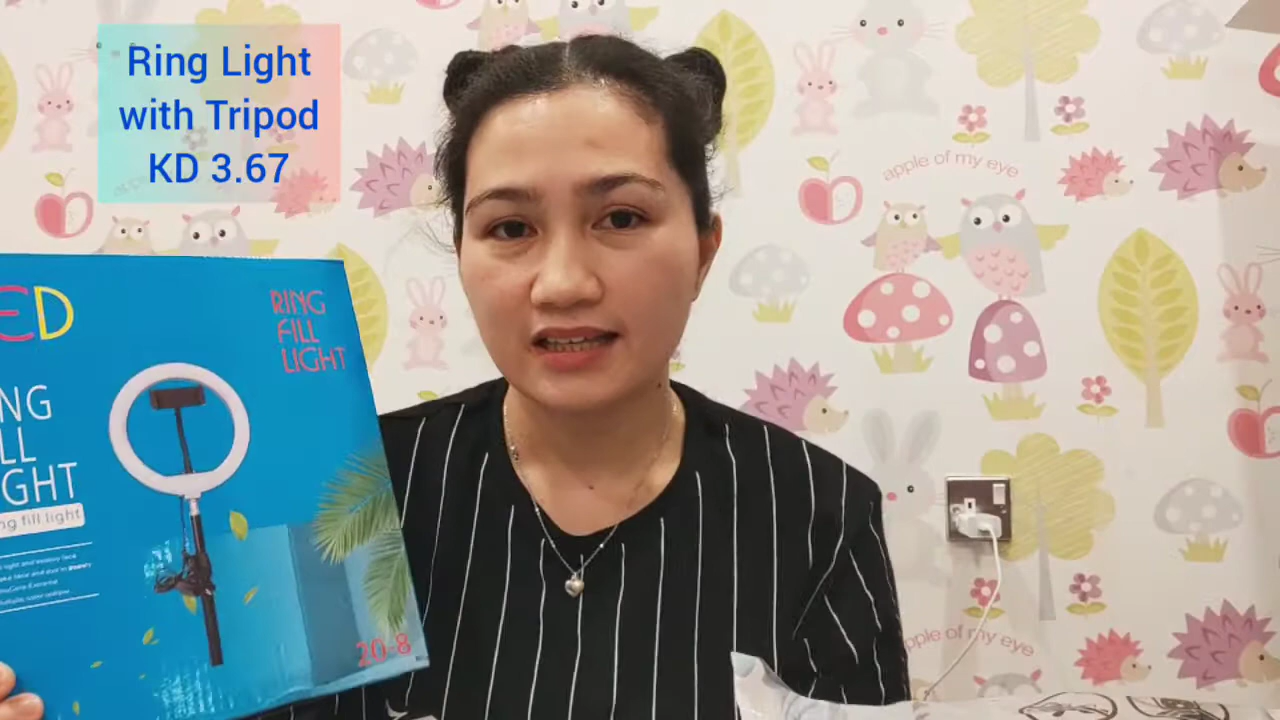 Ring Light
with Tripod
KD 3.67
ED
RING
FILL
LIGHT
NG
LL
GHT
ng fill light
20-8
apple of my eye
apple of my eye